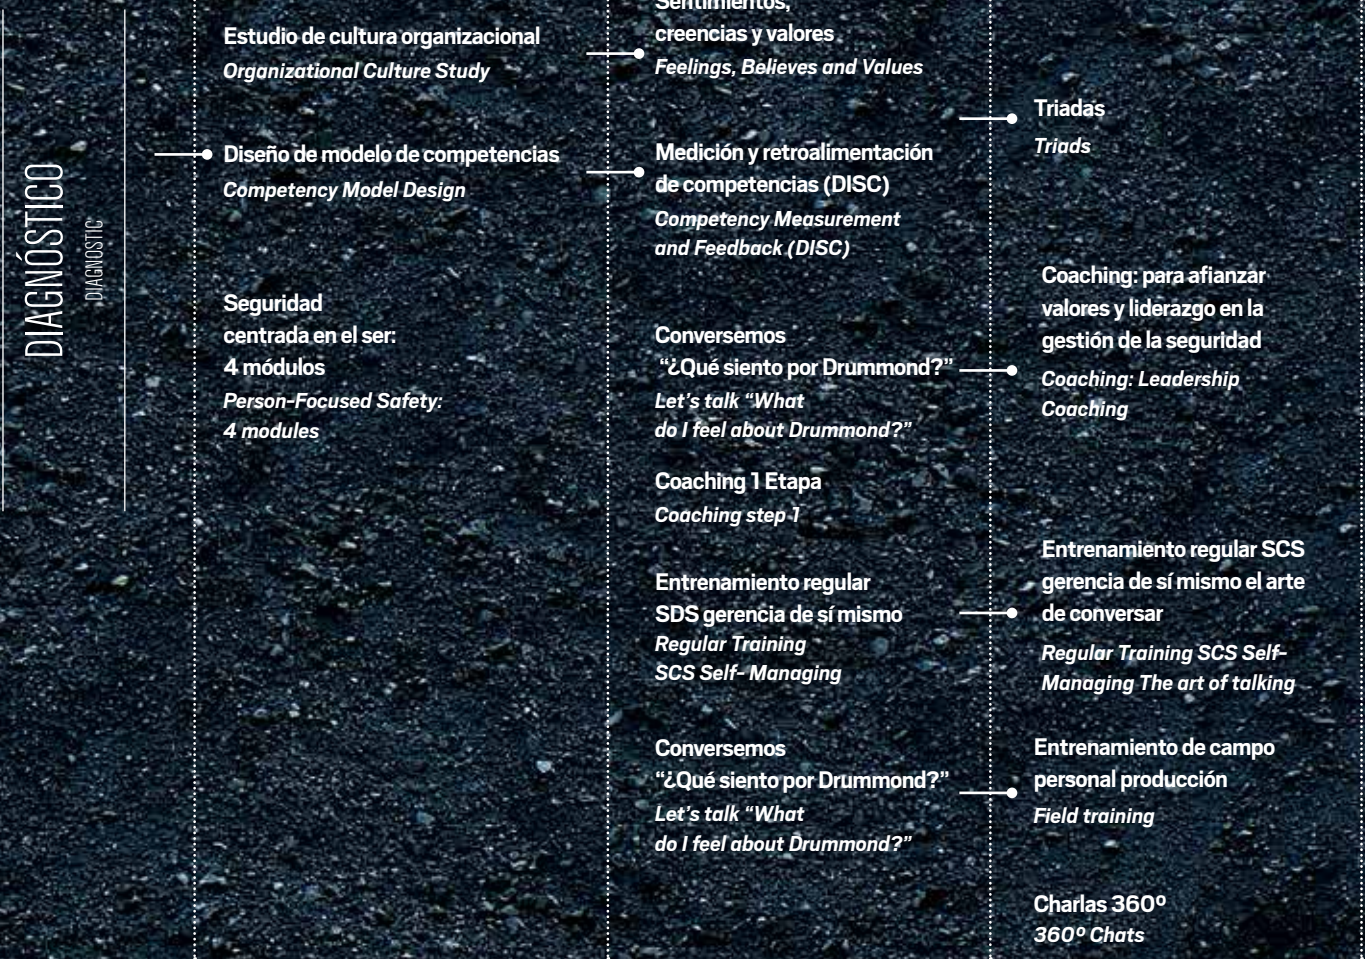 DIAGNÓSTICO
DIAGNOSTIC
Estudio de cultura organizacional
Organizational Culture Study
Diseño de modelo de competencias
Competency Model Design
Seguridad
centrada en el ser:
4 módulos
Person-Focused Safety:
4 modules
Sentimientos,
creencias y valores
Feelings, Believes and Values
Medición y retroalimentación
de competencias (DISC)
Competency Measurement
and Feedback (DISC)
Conversemos
“¿Qué siento por Drummond?”
Let’s talk “What
do I feel about Drummond?”
Coaching 1 Etapa
Coaching step 1
Entrenamiento regular
SDS gerencia de sí mismo
Regular Training
SCS Self- Managing
Conversemos
“¿Qué siento por Drummond?”
Let’s talk “What
do I feel about Drummond?”
Triadas
Triads
Coaching: para afianzar
valores y liderazgo en la
gestión de la seguridad
Coaching: Leadership
Coaching
Entrenamiento regular SCS
gerencia de sí mismo el arte
de conversar
Regular Training SCS Self-
Managing The art of talking
Entrenamiento de campo
personal producción
Field training
Charlas 360º
360º Chats